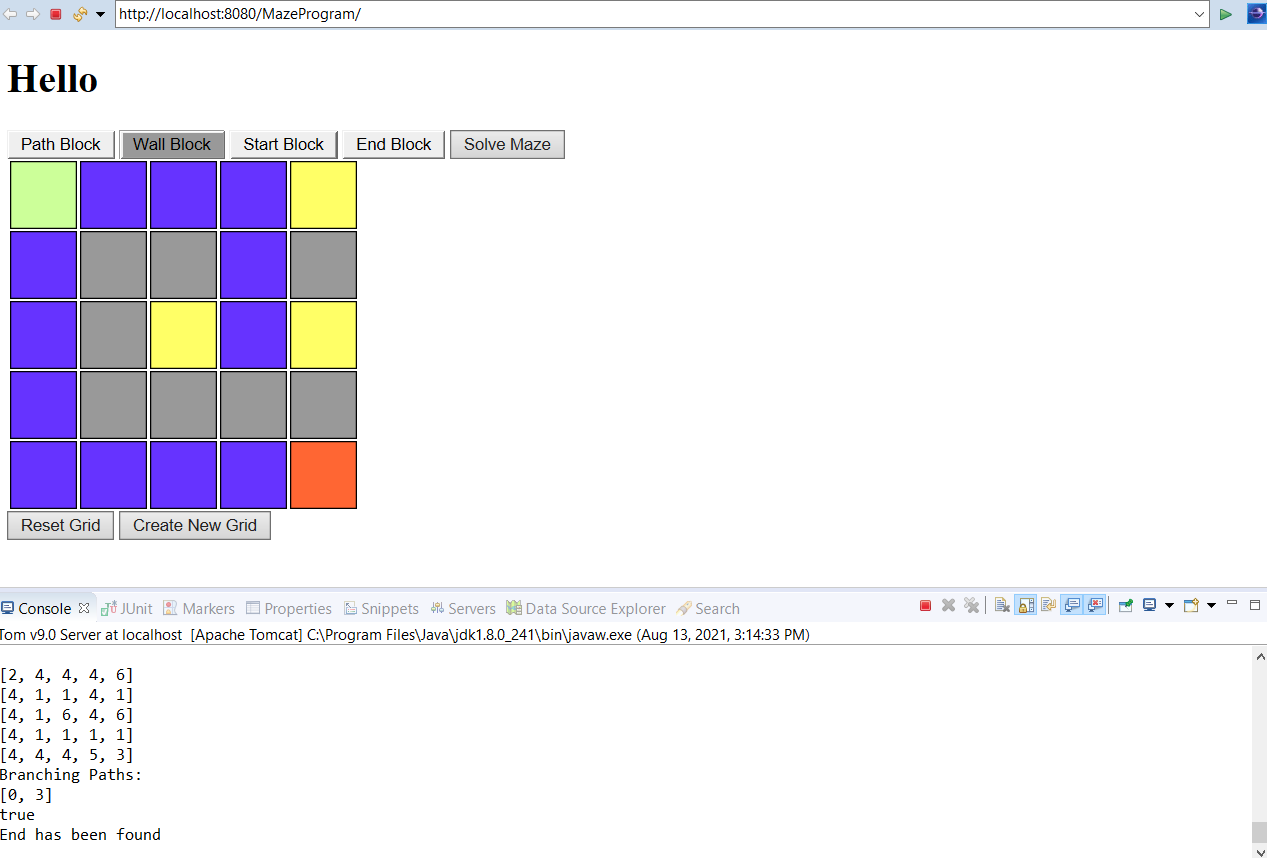 http://localhost:8080/MazeProgram/
Hello
Path Block Wall Block Start Block End Block Solve Maze
Reset Grid Create New Grid
Console JUnit Markers Properties Snippets Servers Data Source Explorer Search
Tom v9.0 Server at localhost [Apache Tomcat] C:\Program Files\Java\jdk1.8.0_241\bin\javaw.exe (Aug 13, 2021, 3:14:33 PM)
[2, 4, 4, 4, 6]
[4, 1, 1, 4, 1]
[4, 1, 6, 4, 6]
[4, 1, 1, 1, 1]
[4, 4, 4, 5, 3]
Branching Paths:
[0, 3]
true
End has been found